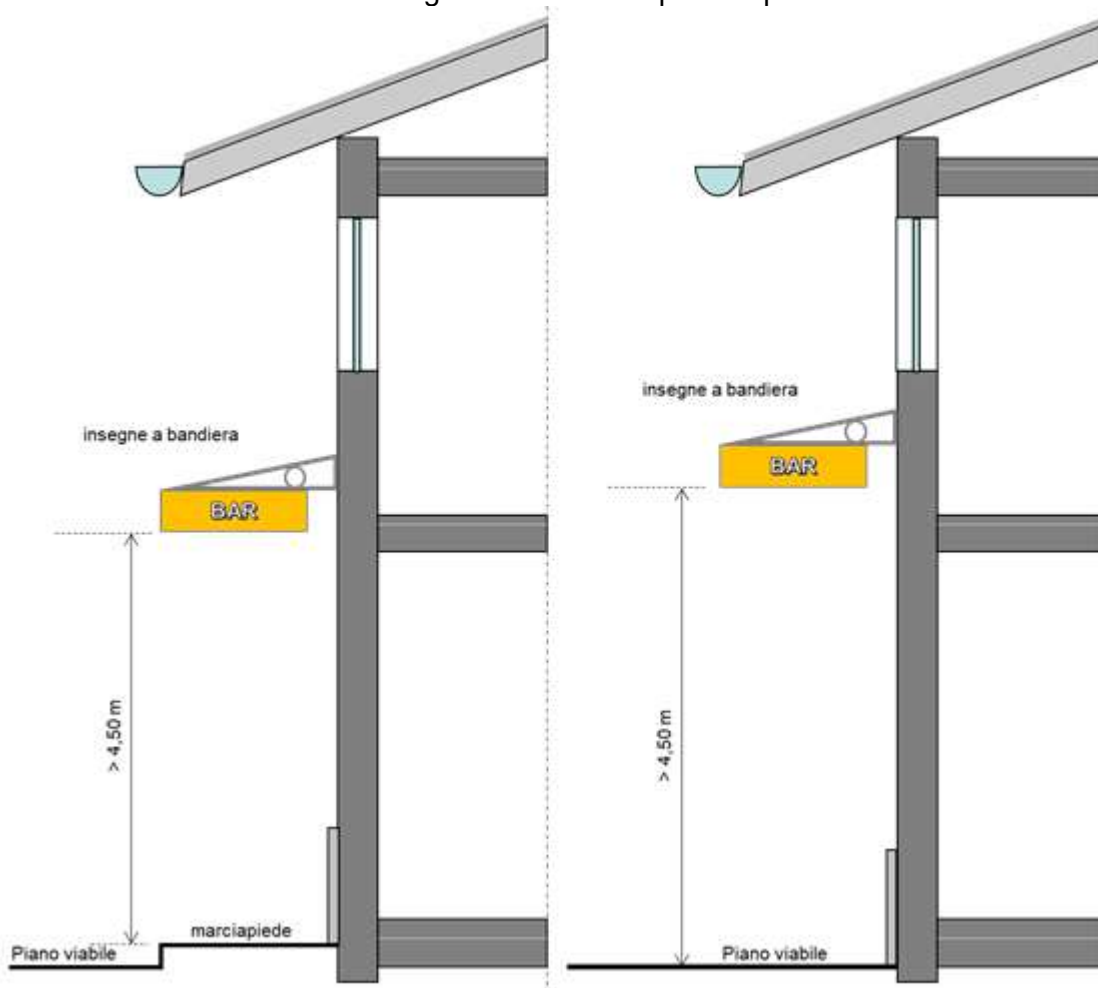 insegne a bandiera
BAR
> 4,50 m
marciapiede
Piano viabile
insegne a bandiera
BAR
> 4,50 m
Piano viabile